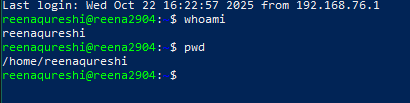 Last login: Wed Oct 22 16:22:57 2025 from 192.168.76.1
reenaqureshi@reena2904: $ whoami
reenaqureshi
reenaqureshi@reena2904: $ pwd
/home/reenaqureshi
reenaqureshi@reena2904: $